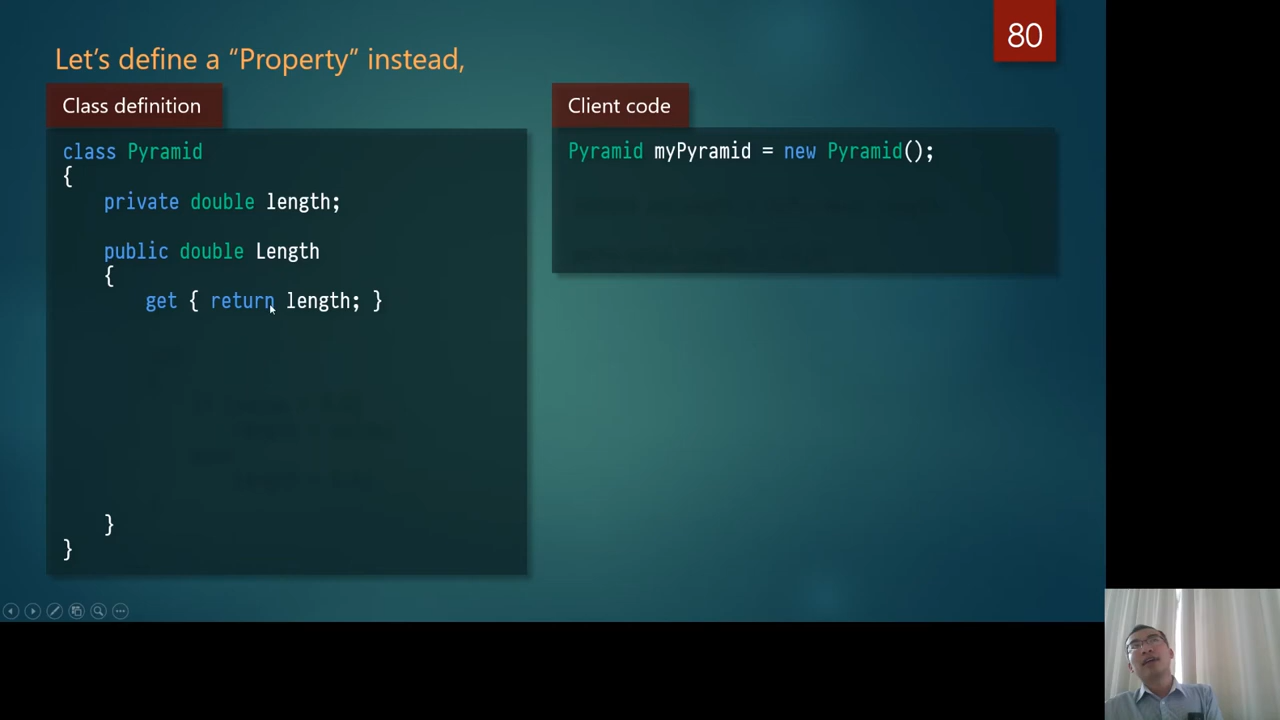 80
Let's define a “Property” instead,
Class definition
class Pyramid
{
private double length;
public double Length
{
get { return length; }
}
}
Client code
Pyramid myPyramid = new Pyramid();